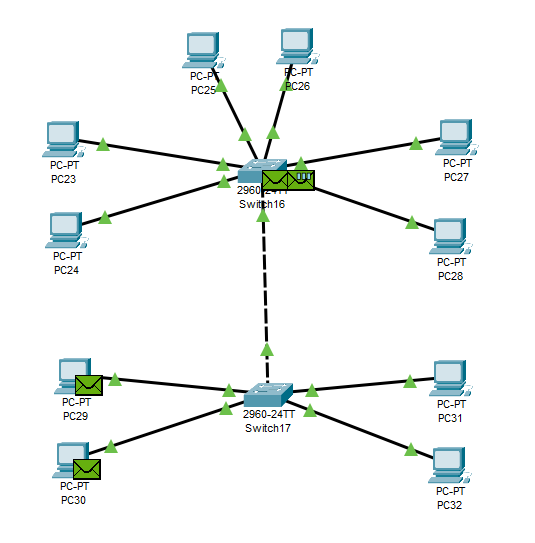 PC-PT
PC25
PC-PT
PC26
PC-PT
PC23
PC-PT
PC27
2960-24TT
Switch16
PC-PT
PC24
PC-PT
PC28
PC-PT
PC29
2960-24TT
Switch17
PC-PT
PC31
PC-PT
PC30
PC-PT
PC32